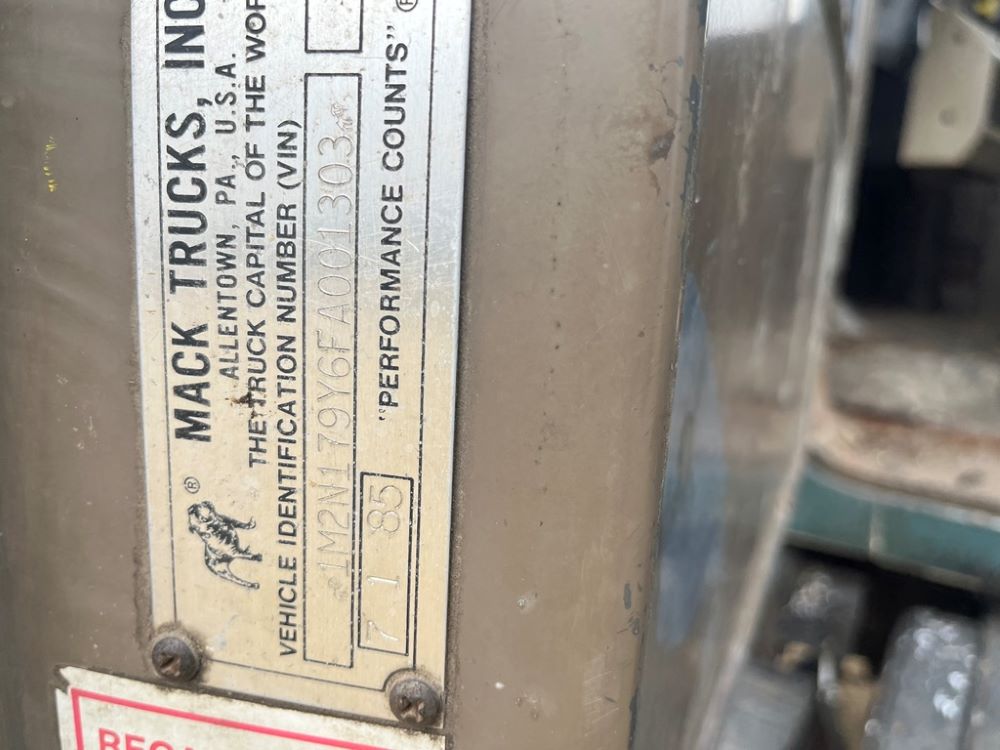 MACK TRUCKS, INC
ALLENTOWN, PA., U.S.A.
THE TRUCK CAPITAL OF THE WOR
VEHICLE IDENTIFICATION NUMBER (VIN)
1M2N179Y6FA001303
7 1 85
"PERFORMANCE COUNTS" ®
®